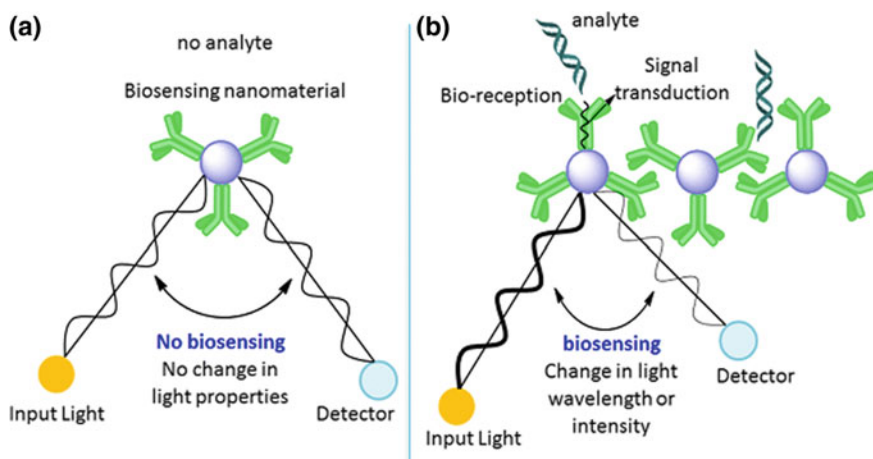 (a)
no analyte
Biosensing nanomaterial
No biosensing
No change in
light properties
Input Light
Detector
(b)
analyte
Bio-reception
Signal
transduction
biosensing
Change in light
wavelength or
intensity
Detector
Input Light